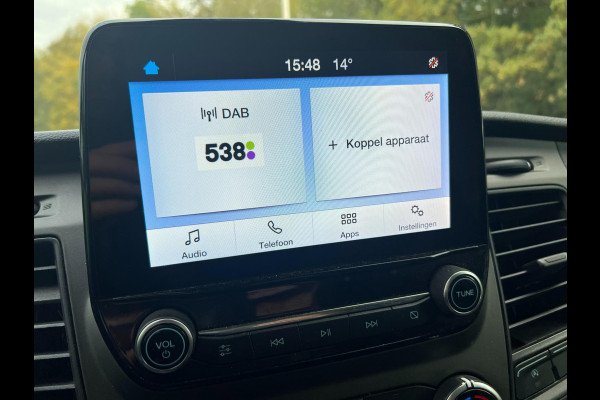 15:48 14°
DAB
538
+ Koppel apparaat
Audio
Telefoon
Apps
Instellingen
VOL
TUNE